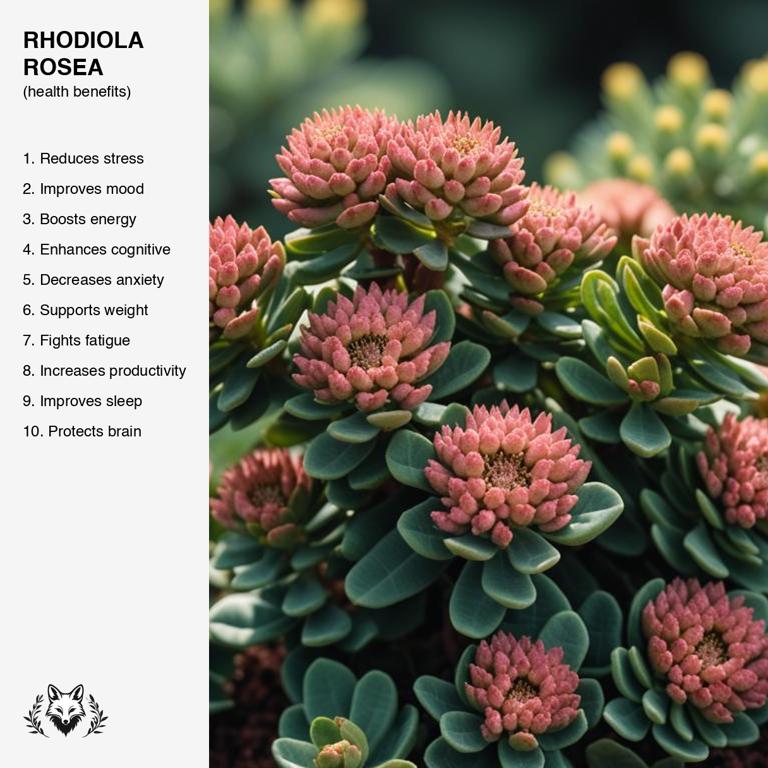 RHODIOLA
ROSEA
(health benefits)
1. Reduces stress
2. Improves mood
3. Boosts energy
4. Enhances cognitive
5. Decreases anxiety
6. Supports weight
7. Fights fatigue
8. Increases productivity
9. Improves sleep
10. Protects brain